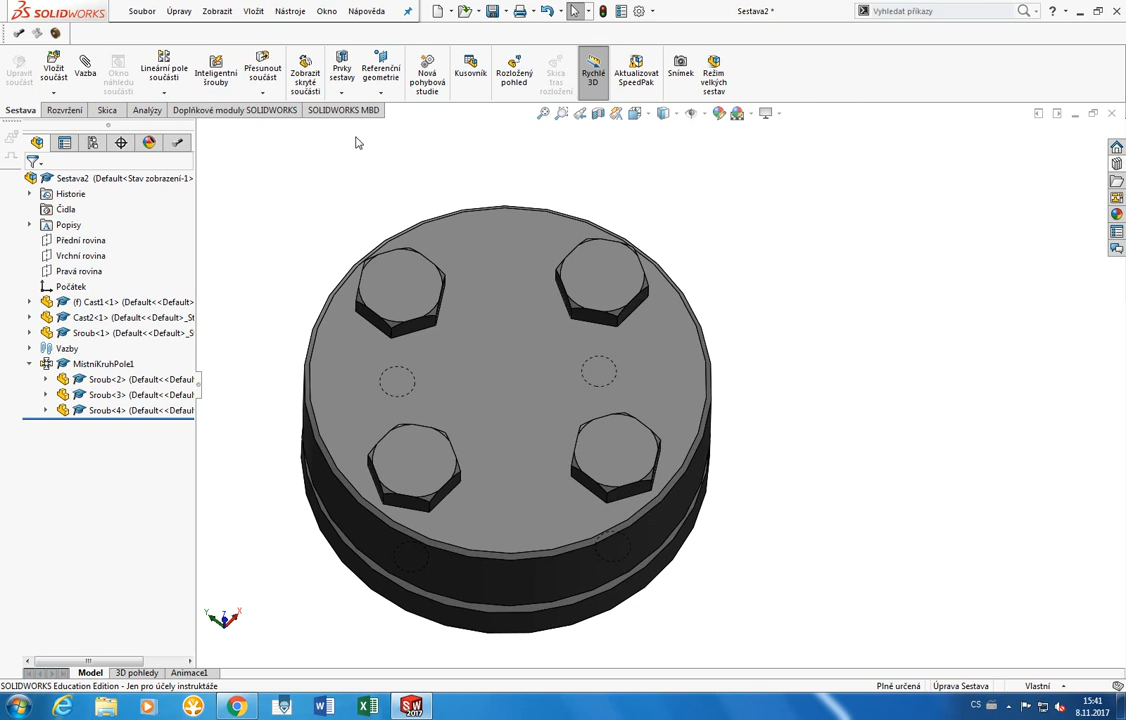 SOLIDWORKS
Soubor Úpravy Zobrazit Vložit Nástroje Okno Nápověda
Sestava2 *
Vyhledat příkazy
Upravit součást
Vložit součást
Vazba
Okno náhledu součásti
Lineární pole součásti
Inteligentní šrouby
Přesunout součást
Zobrazit skryté součásti
Prvky sestavy
Referenční geometrie
Nová pohybová studie
Kusovník
Rozložený pohled
Skica tras rozložení
Rychlé 3D
Aktualizovat SpeedPak
Snímek
Režim velkých sestav
Sestava Rozvržení Skica Analýzy Doplňkové moduly SOLIDWORKS SOLIDWORKS MBD
Sestava2 (Default<Stav zobrazení-1>
Historie
Čidla
Popisy
Přední rovina
Vrchní rovina
Pravá rovina
Počátek
(f) Cast1<1> (Default<<Default>
Cast2<1> (Default<<Default>_St
Sroub<1> (Default<<Default>_S
Vazby
MístníKruhPole1
Sroub<2> (Default<<Defaul
Sroub<3> (Default<<Defaul
Sroub<4> (Default<<Defaul
Y Z X
Model 3D pohledy Animace1
SOLIDWORKS Education Edition - Jen pro účely instruktáže
Plně určená Úprava Sestava Vlastní
SW 2017
CS
15:41
8.11.2017